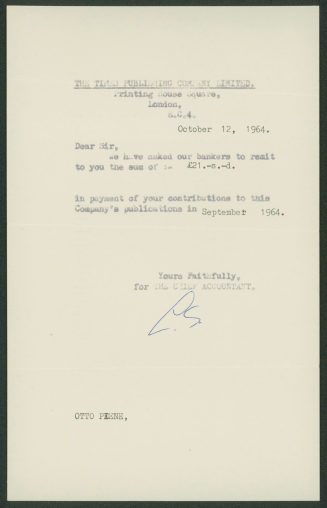 THE TIMES PUBLISHING COMPANY LIMITED.
Printing House Square,
London,
E.C.4.
October 12, 1964.
Dear Sir,
We have asked our bankers to remit
to you the sum of :- £21.-s.-d.
in payment of your contributions to this
Company's publications in September 1964.
Yours Faithfully,
for THE CHIEF ACCOUNTANT.
OTTO PIENE,